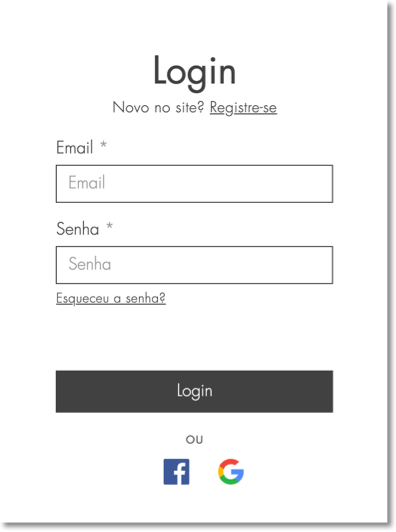 Login
Novo no site? Registre-se
Email *
Email
Senha *
Senha
Esqueceu a senha?
Login
ou